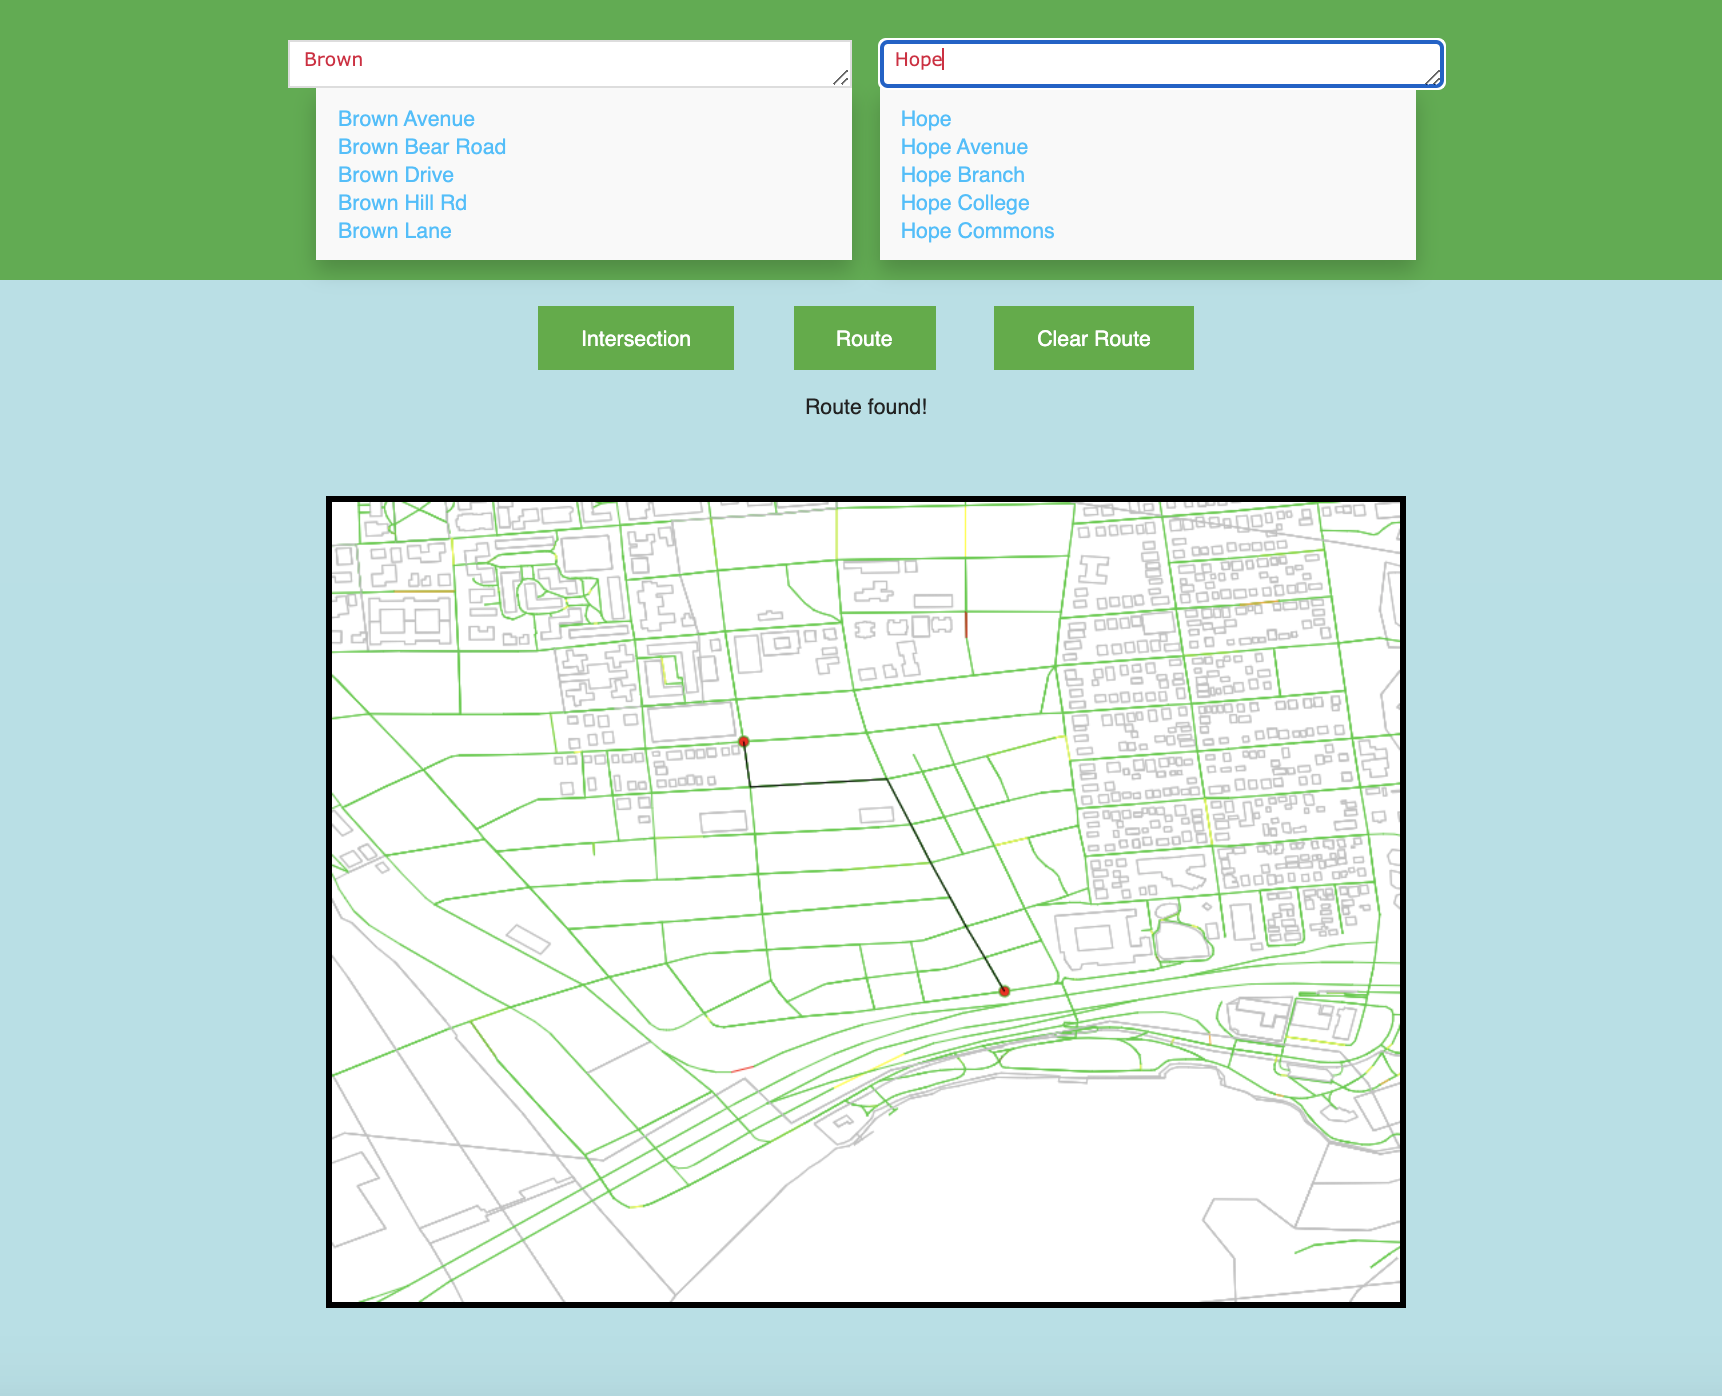 Brown
Hope
Brown Avenue
Brown Bear Road
Brown Drive
Brown Hill Rd
Brown Lane
Hope
Hope Avenue
Hope Branch
Hope College
Hope Commons
Intersection
Route
Clear Route
Route found!